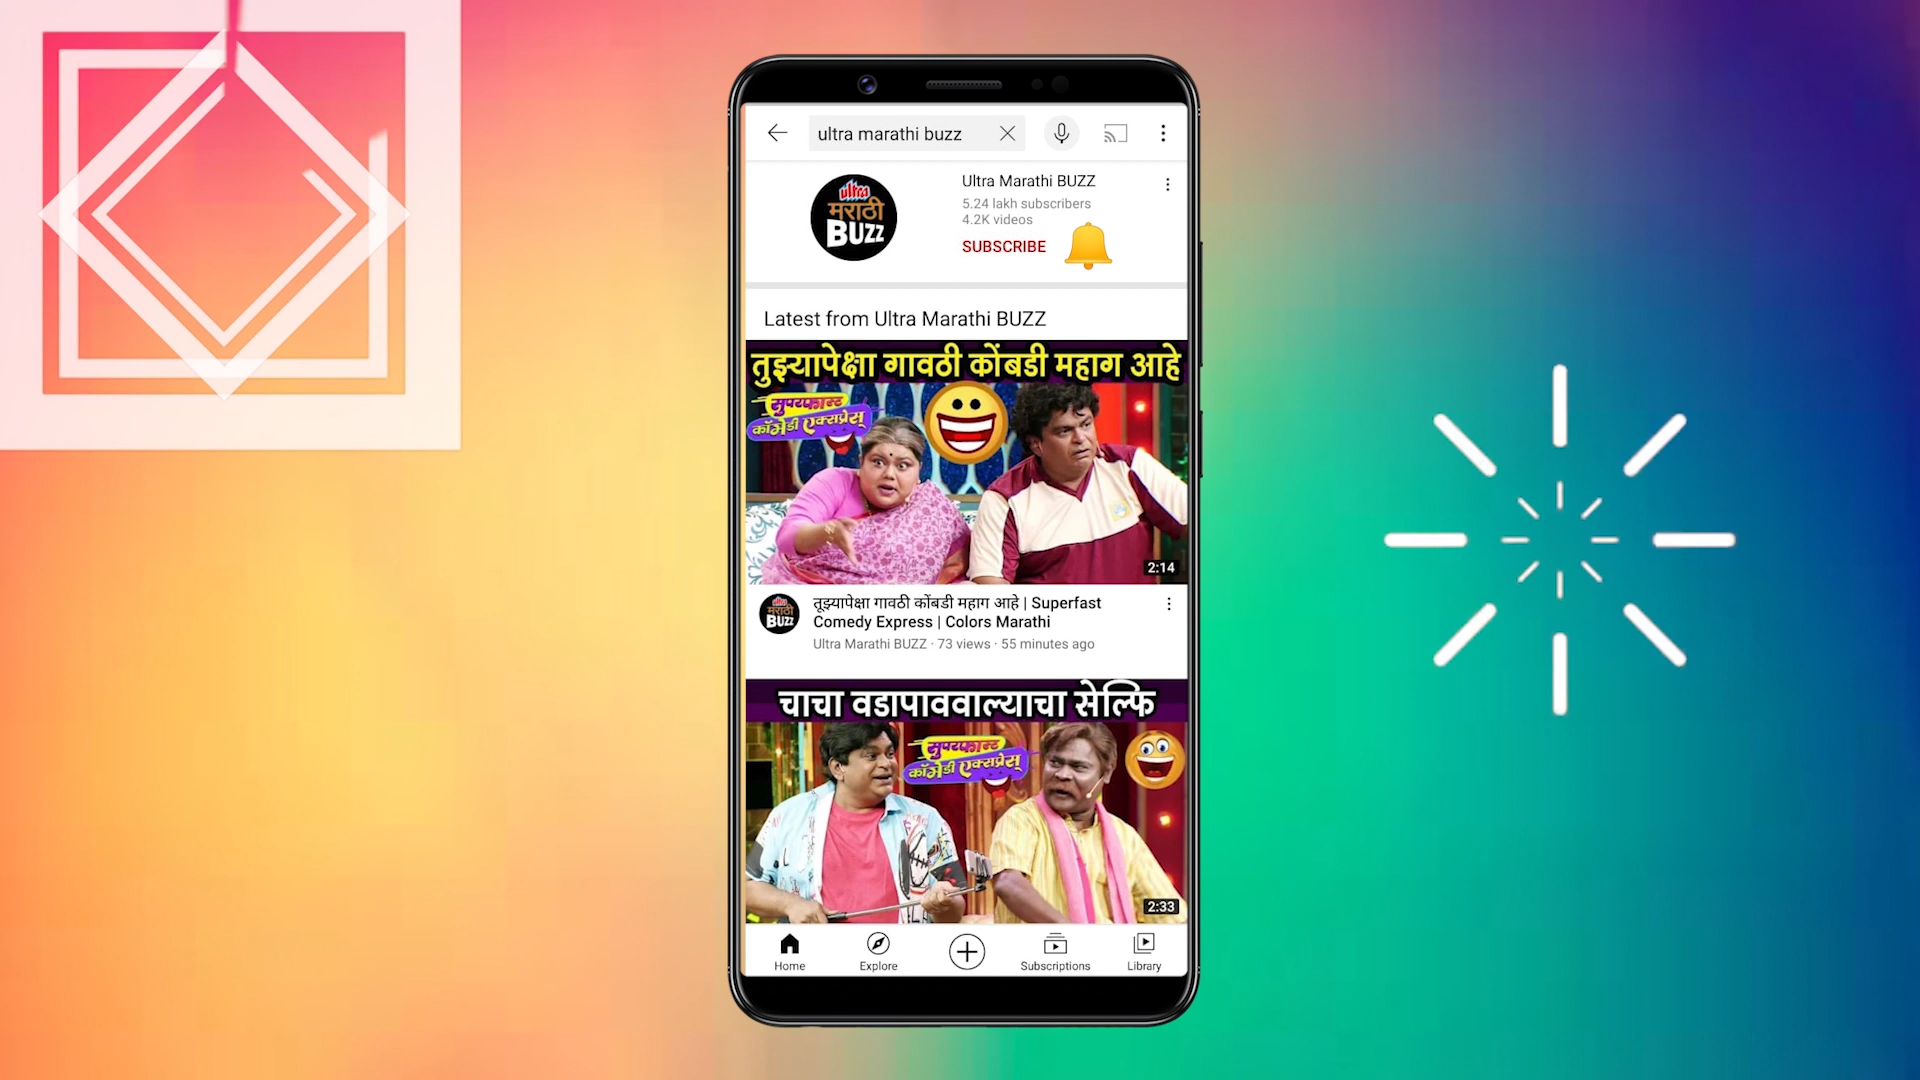 ultra marathi buzz
ultra
मराठी
BUZZ
Ultra Marathi BUZZ
5.24 lakh subscribers
4.2K videos
SUBSCRIBE
Latest from Ultra Marathi BUZZ
तुझ्यापेक्षा गावठी कोंबडी महाग आहे
सुपरफास्ट
कॉमेडी एक्सप्रेस्
2:14
ultra
मराठी
BUZZ
तूझ्यापेक्षा गावठी कोंबडी महाग आहे | Superfast
Comedy Express | Colors Marathi
Ultra Marathi BUZZ · 73 views · 55 minutes ago
चाचा वडापाववाल्याचा सेल्फि
सुपरफास्ट
कॉमेडी एक्सप्रेस्
2:33
Home
Explore
Subscriptions
Library